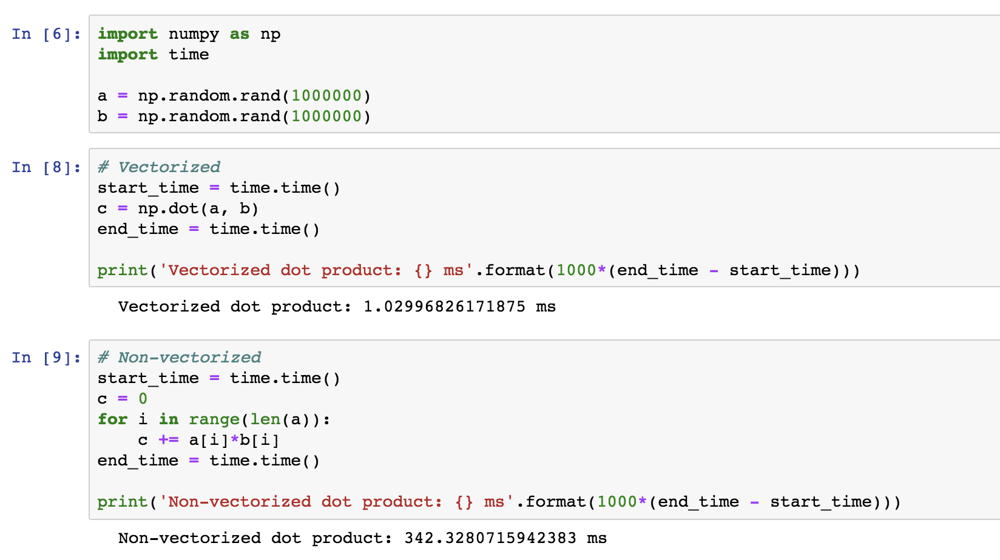 In [6]: import numpy as np
import time
a = np.random.rand(1000000)
b = np.random.rand(1000000)
In [8]: # Vectorized
start_time = time.time()
c = np.dot(a, b)
end_time = time.time()
print('Vectorized dot product: {} ms'.format(1000*(end_time - start_time)))
Vectorized dot product: 1.02996826171875 ms
In [9]: # Non-vectorized
start_time = time.time()
c = 0
for i in range(len(a)):
    c += a[i]*b[i]
end_time = time.time()
print('Non-vectorized dot product: {} ms'.format(1000*(end_time - start_time)))
Non-vectorized dot product: 342.3280715942383 ms